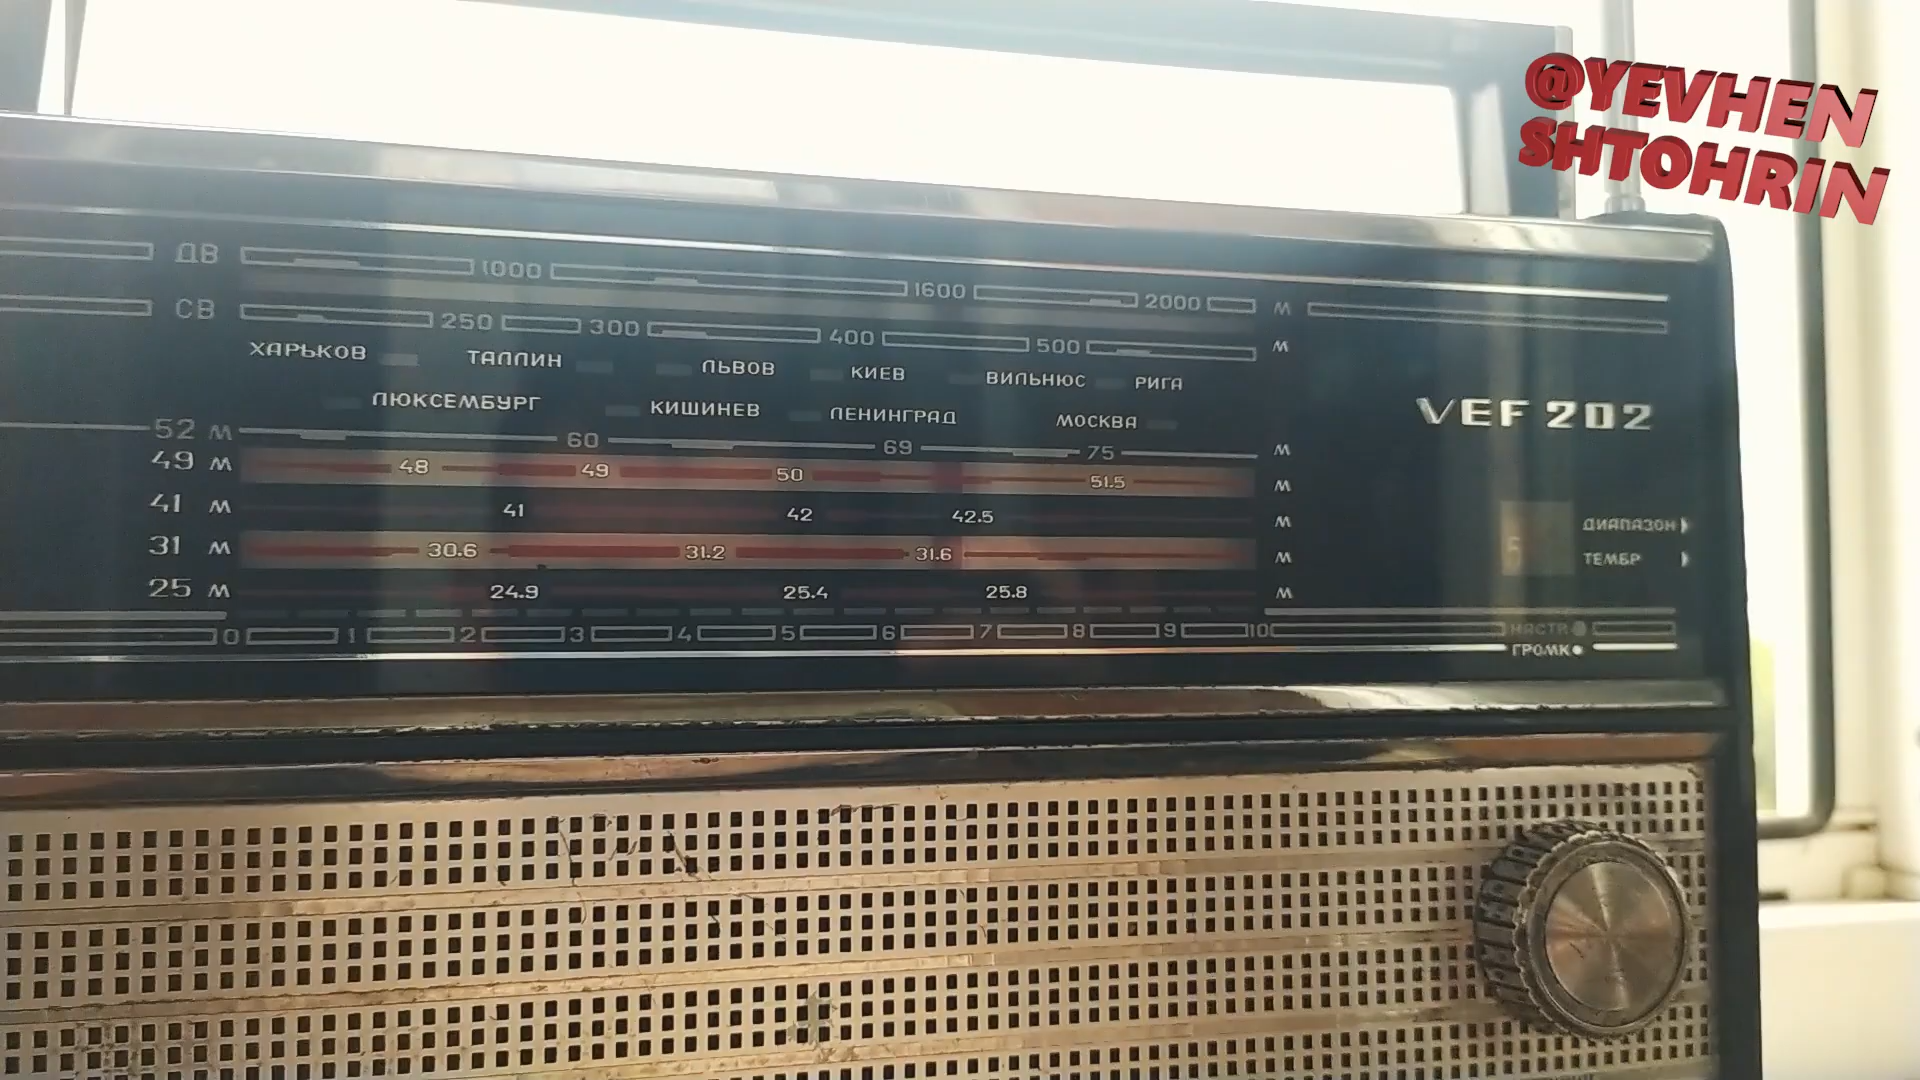 @YEVHEN
SHTOHRIN
ДВ 1000 1600 2000 м
СВ 250 300 400 500 м
ХАРЬКОВ ТАЛЛИН ЛЬВОВ КИЕВ ВИЛЬНЮС РИГА
ЛЮКСЕМБУРГ КИШИНЕВ ЛЕНИНГРАД МОСКВА
VEF 202
52 м 60 69 75 м
49 м 48 49 50 51.5 м
41 м 41 42 42.5 м
ДИАПАЗОН
31 м 30.6 31.2 31.6 м
ТЕМБР
25 м 24.9 25.4 25.8 м
0 1 2 3 4 5 6 7 8 9 10 НАСТР
ГРОМК